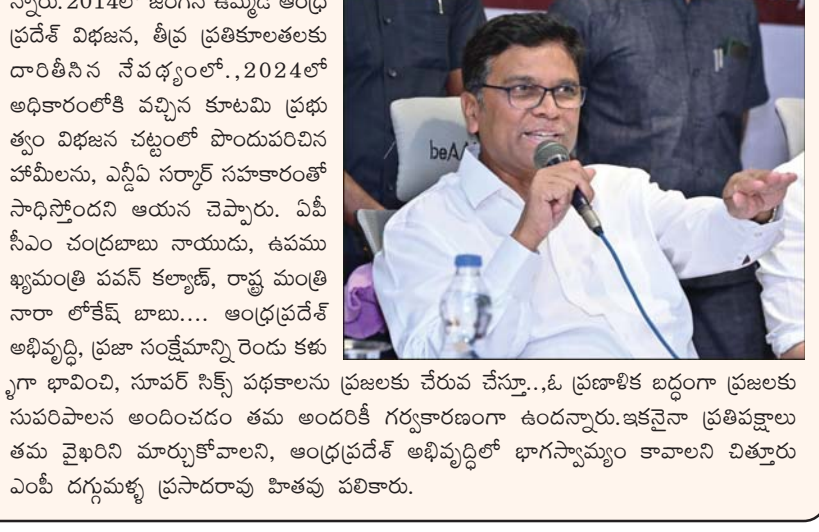 న్నారు.2014లో జరిగిన ఉమ్మడి ఆంధ్ర
ప్రదేశ్ విభజన, తీవ్ర ప్రతికూలతలకు
దారితీసిన నేపథ్యంలో.,2024లో
అధికారంలోకి వచ్చిన కూటమి ప్రభు
త్వం విభజన చట్టంలో పొందుపరిచిన
హామీలను, ఎన్డీఏ సర్కార్ సహకారంతో
సాధిస్తోందని ఆయన చెప్పారు. ఏపీ
సీఎం చంద్రబాబు నాయుడు, ఉపము
ఖ్యమంత్రి పవన్ కల్యాణ్, రాష్ట్ర మంత్రి
నారా లోకేష్ బాబు.... ఆంధ్రప్రదేశ్
అభివృద్ధి, ప్రజా సంక్షేమాన్ని రెండు కళు
్ళగా భావించి, సూపర్ సిక్స్ పథకాలను ప్రజలకు చేరువ చేస్తూ..,ఓ ప్రణాళిక బద్ధంగా ప్రజలకు
సుపరిపాలన అందించడం తమ అందరికీ గర్వకారణంగా ఉందన్నారు.ఇకనైనా ప్రతిపక్షాలు
తమ వైఖరిని మార్చుకోవాలని, ఆంధ్రప్రదేశ్ అభివృద్ధిలో భాగస్వామ్యం కావాలని చిత్తూరు
ఎంపీ దగ్గుమళ్ళ ప్రసాదరావు హితవు పలికారు.